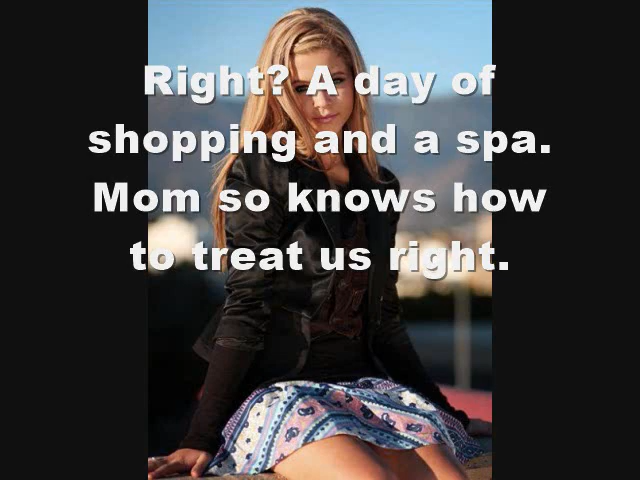 Right? A day of
shopping and a spa.
Mom so knows how
to treat us right.